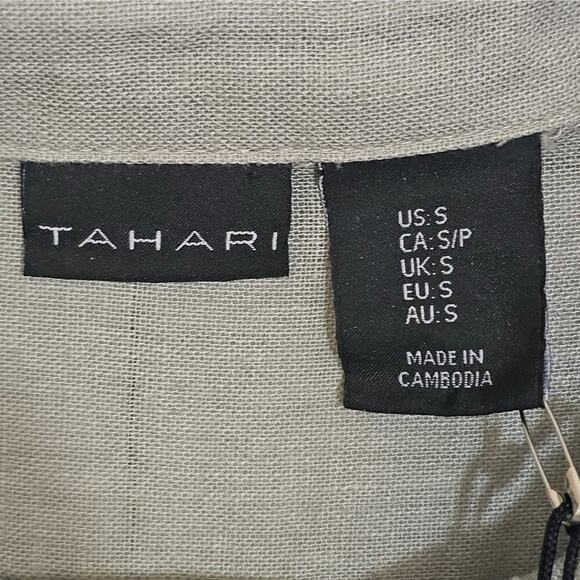 TAHARI
US: S
CA: S/P
UK: S
EU: S
AU: S
MADE IN
CAMBODIA